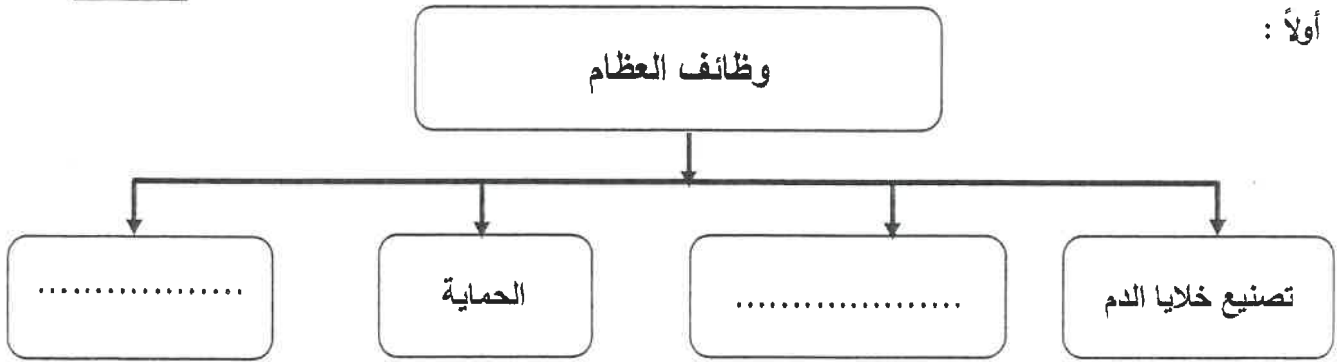 أولاً :
وظائف العظام
تصنيع خلايا الدم
....................
الحماية
..................